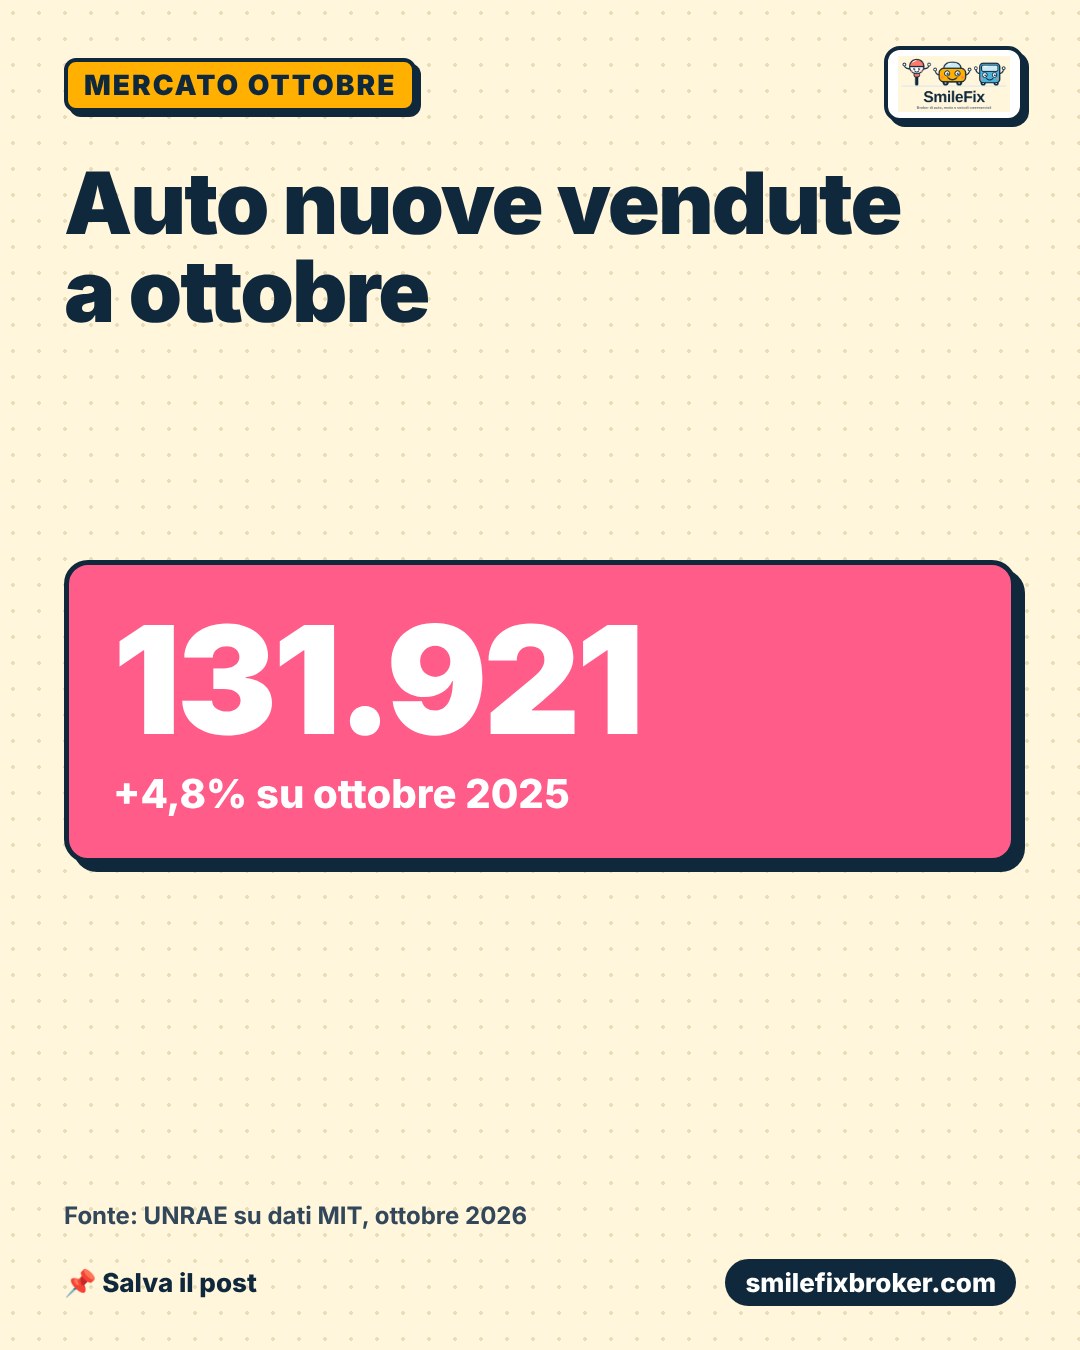 MERCATO OTTOBRE
SmileFix
Auto nuove vendute
a ottobre
131.921
+4,8% su ottobre 2025
Fonte: UNRAE su dati MIT, ottobre 2026
📌 Salva il post
smilefixbroker.com